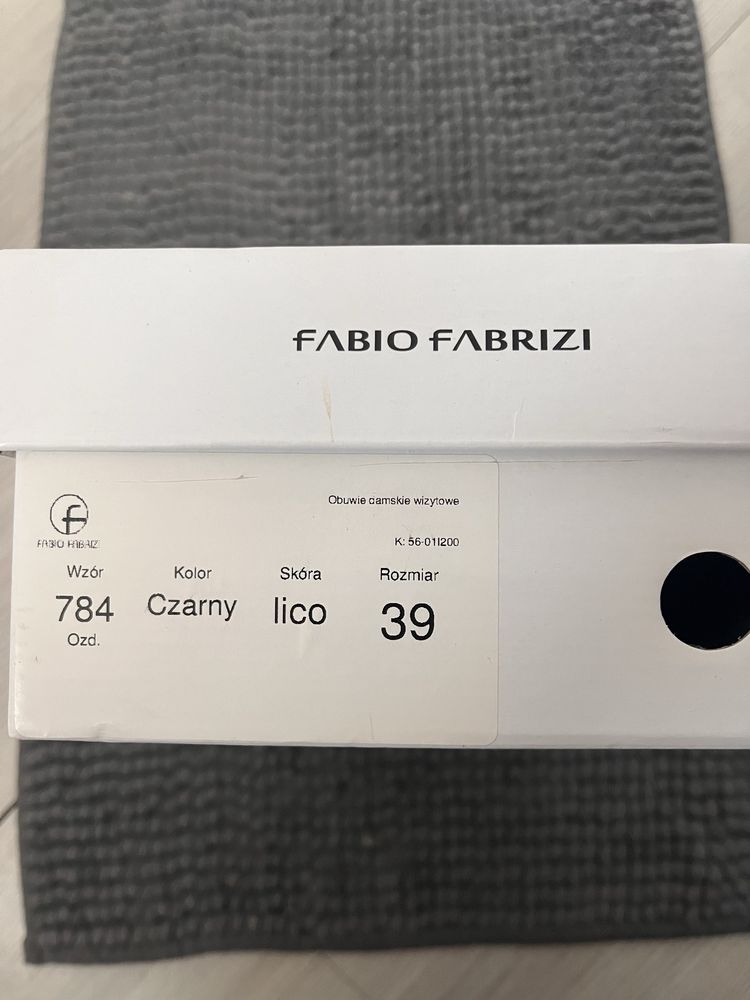 FABIO FABRIZI
Obuwie damskie wizytowe
FABIO FABRIZI
K: 56-01I200
Wzór Kolor Skóra Rozmiar
784 Czarny lico 39
Ozd.